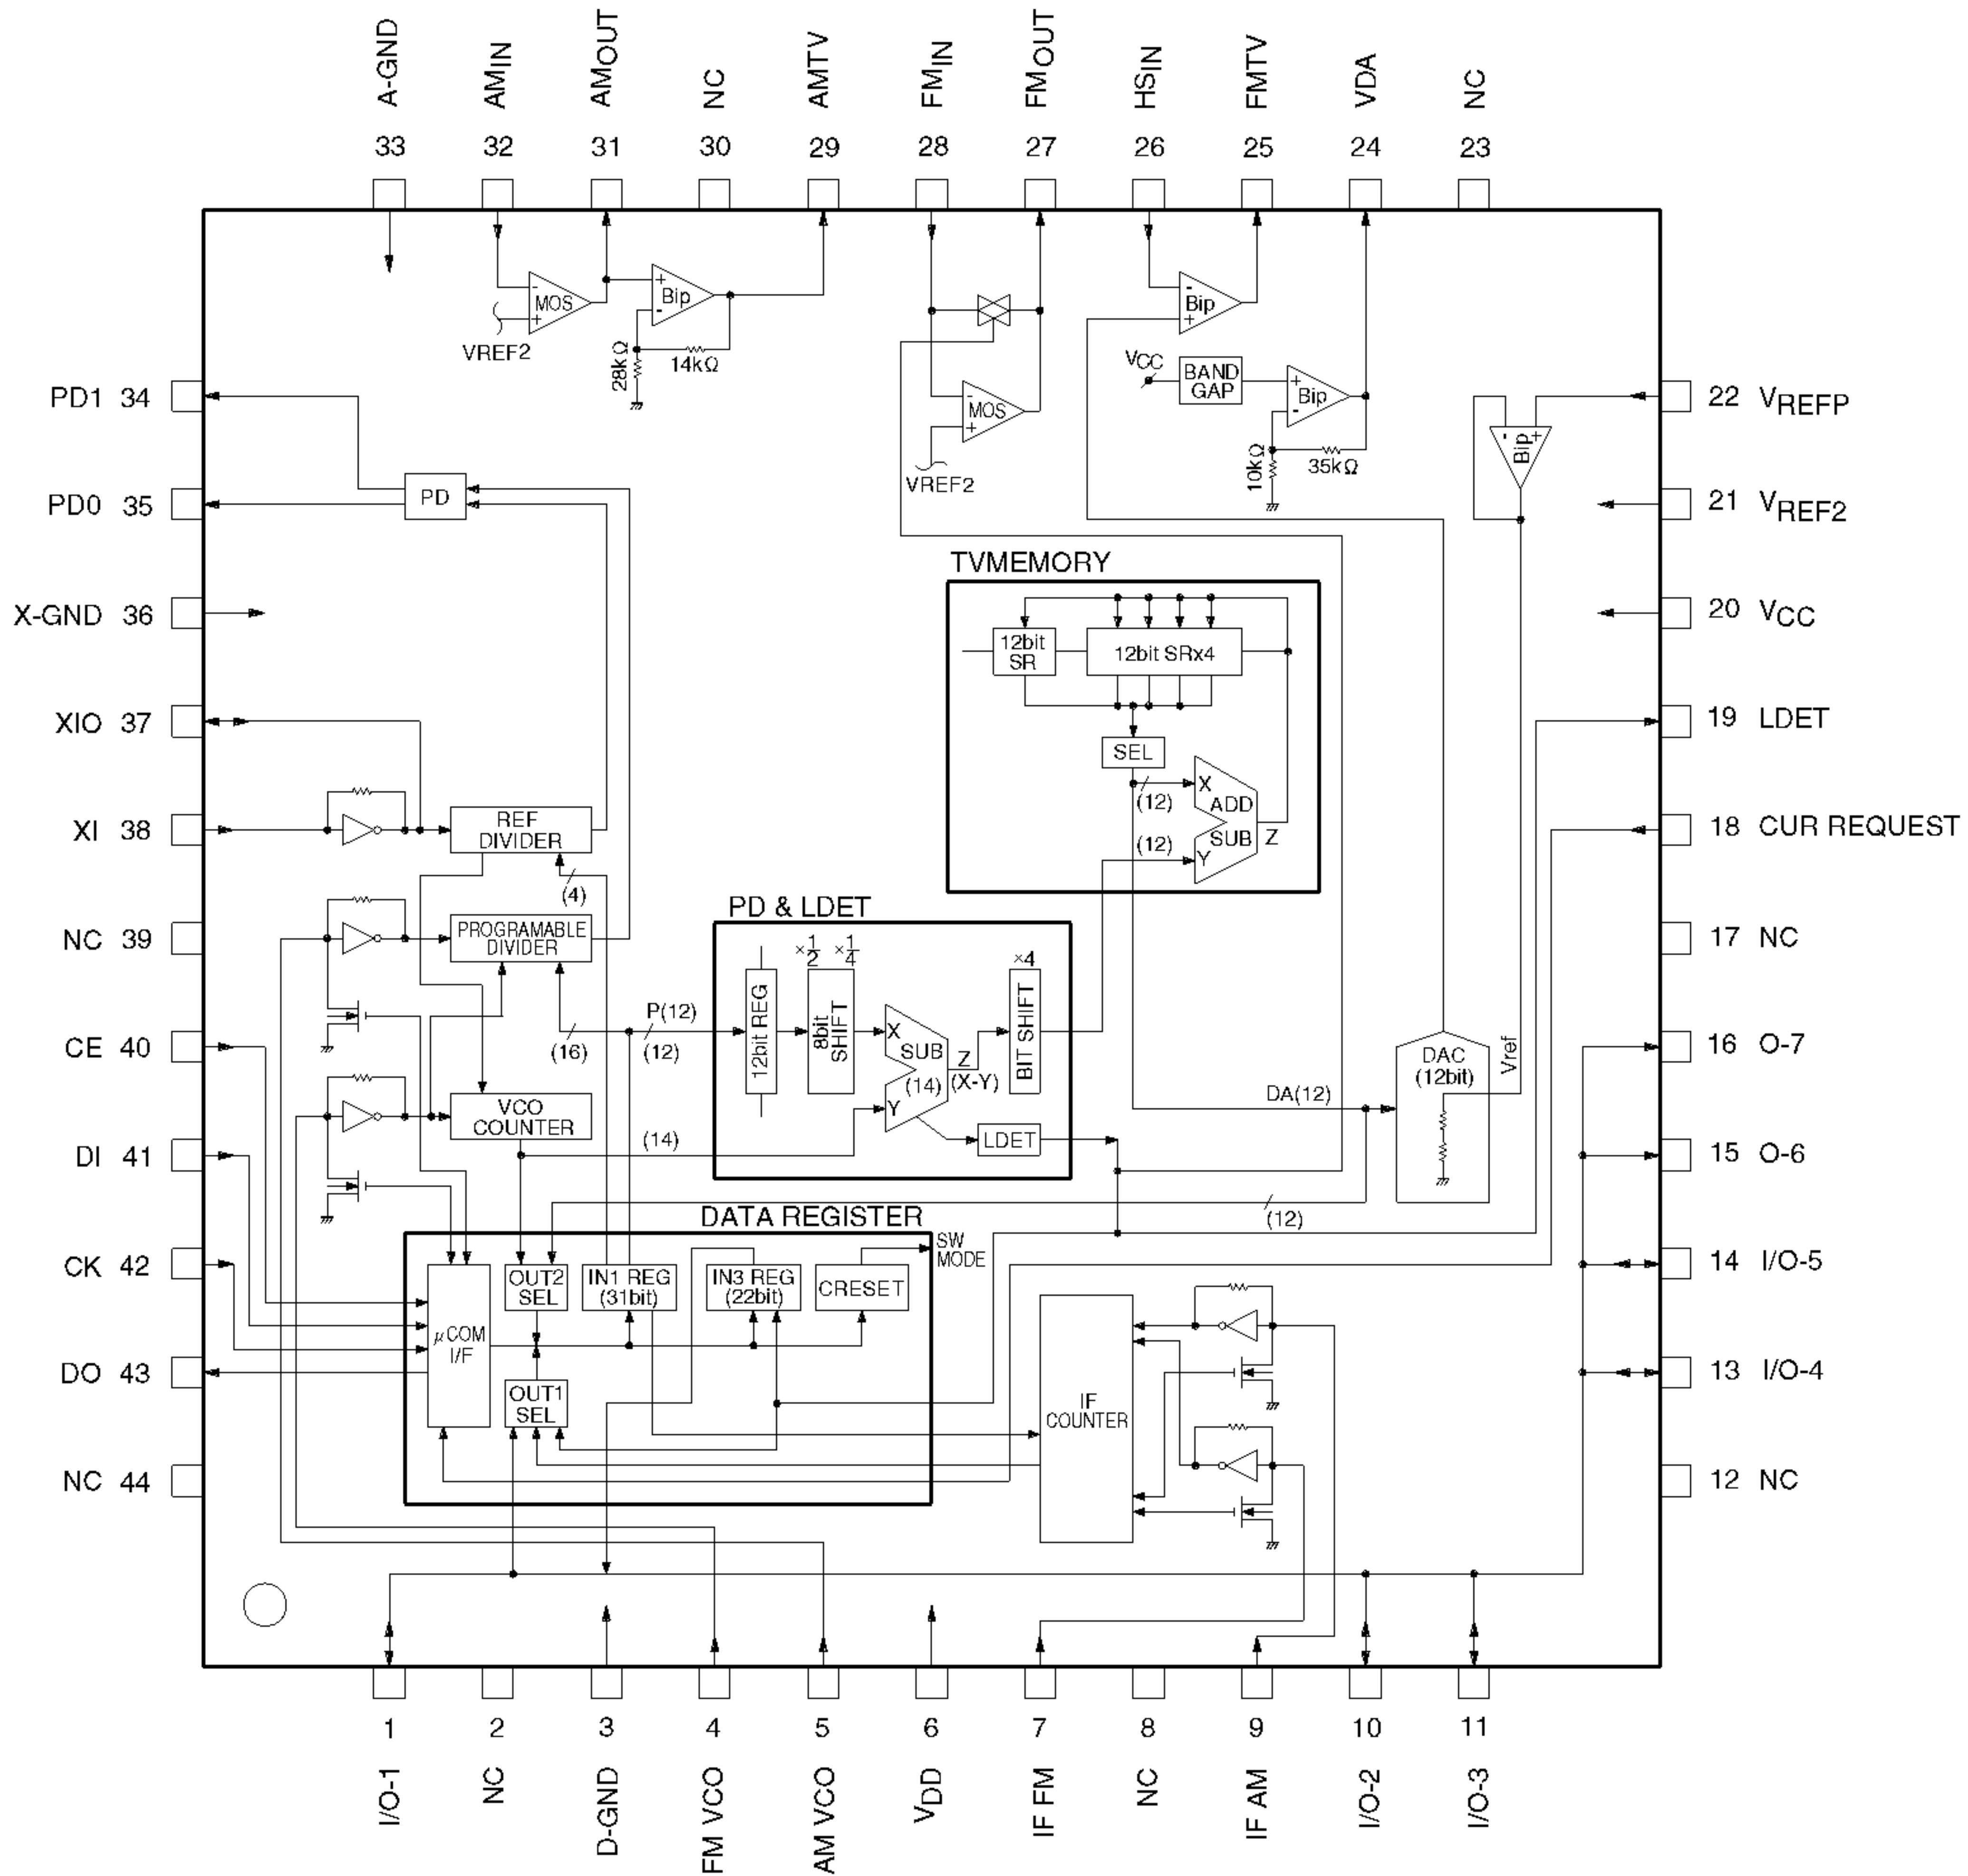 A-GND
AMIN
AMOUT
NC
AMTV
FMIN
FMOUT
HSIN
FMTV
VDA
NC
33
32
31
30
29
28
27
26
25
24
23
MOS
- +
VREF2
Bip
+ -
28kΩ
14kΩ
MOS
- +
VREF2
Bip
- +
VCC
BAND
GAP
Bip
+ -
10kΩ
35kΩ
Bip
- +
PD1 34
PD0 35
X-GND 36
XIO 37
XI 38
NC 39
CE 40
DI 41
CK 42
DO 43
NC 44
22 VREFP
21 VREF2
20 VCC
19 LDET
18 CUR REQUEST
17 NC
16 O-7
15 O-6
14 I/O-5
13 I/O-4
12 NC
PD
TVMEMORY
12bit
SR
12bit SRx4
SEL
(12)
X
ADD
SUB
Z
(12)
Y
REF
DIVIDER
(4)
PROGRAMABLE
DIVIDER
(16)
P(12)
(12)
VCO
COUNTER
(14)
PD & LDET
×1/2 ×1/4
×4
12bit REG
8bit
SHIFT
X
SUB
(14)
Y
Z
(X-Y)
BIT SHIFT
LDET
DA(12)
DAC
(12bit)
Vref
(12)
DATA REGISTER
SW
MODE
μCOM
I/F
OUT2
SEL
IN1 REG
(31bit)
IN3 REG
(22bit)
CRESET
OUT1
SEL
IF
COUNTER
1
2
3
4
5
6
7
8
9
10
11
I/O-1
NC
D-GND
FM VCO
AM VCO
VDD
IF FM
NC
IF AM
I/O-2
I/O-3